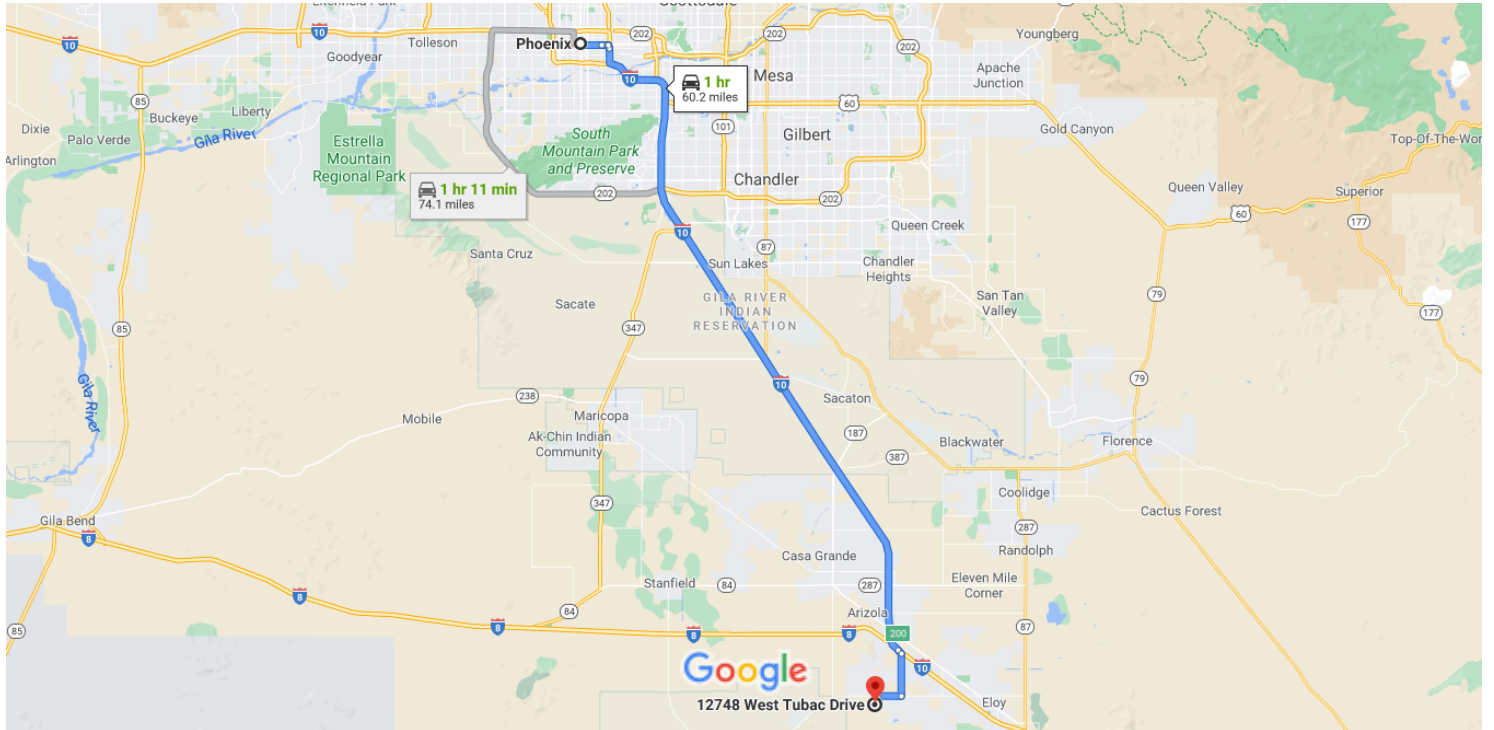 Scottsdale
10
10
Tolleson
Phoenix
202
202
202
Youngberg
Goodyear
10
1 hr
60.2 miles
Mesa
Apache
Junction
85
Buckeye
Liberty
60
Dixie
Palo Verde
Gila River
Estrella
Mountain
Regional Park
South
Mountain Park
and Preserve
101
Gilbert
Gold Canyon
Arlington
1 hr 11 min
74.1 miles
202
Chandler
202
Queen Valley
Superior
60
177
Queen Creek
10
87
Santa Cruz
Sun Lakes
Chandler
Heights
Sacate
GILA RIVER
INDIAN
RESERVATION
San Tan
Valley
79
177
85
347
Gila River
10
79
238
Sacaton
Mobile
Maricopa
187
Ak-Chin Indian
Community
Blackwater
Florence
387
347
Coolidge
Cactus Forest
Gila Bend
8
287
Casa Grande
Randolph
Stanfield
84
287
Eleven Mile
Corner
8
84
Arizola
85
8
8
8
200
87
Google
10
12748 West Tubac Drive
Eloy